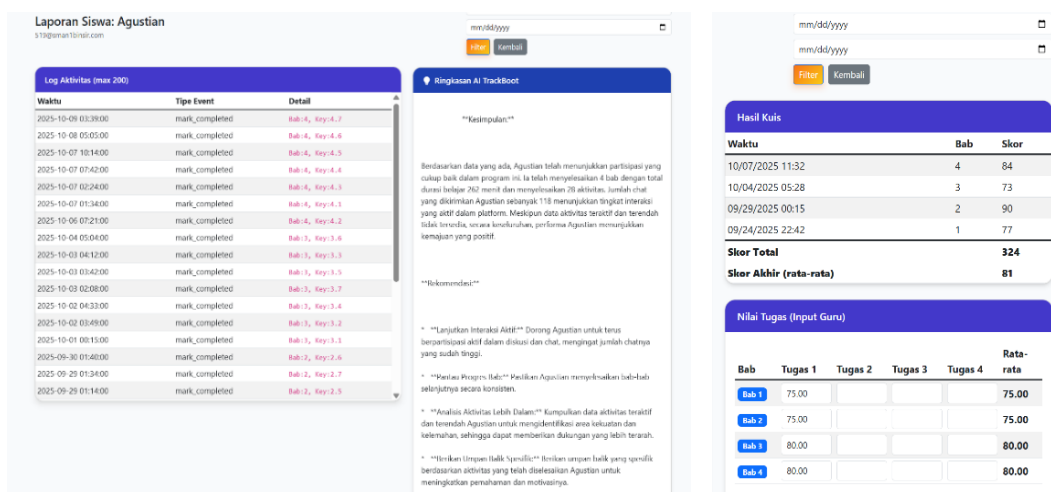 Laporan Siswa: Agustian
mm/dd/yyyy
Filter Kembali
Log Aktivitas (max 200)
Waktu Tipe Event Detail
2025-10-09 03:39:00 mark_completed Bab:4, Key:4.7
2025-10-08 05:05:00 mark_completed Bab:4, Key:4.6
2025-10-07 10:14:00 mark_completed Bab:4, Key:4.5
2025-10-07 07:42:00 mark_completed Bab:4, Key:4.4
2025-10-07 02:24:00 mark_completed Bab:4, Key:4.3
2025-10-07 01:34:00 mark_completed Bab:4, Key:4.1
2025-10-06 07:21:00 mark_completed Bab:4, Key:4.2
2025-10-04 05:04:00 mark_completed Bab:3, Key:3.6
2025-10-03 04:12:00 mark_completed Bab:3, Key:3.3
2025-10-03 03:42:00 mark_completed Bab:3, Key:3.5
2025-10-03 02:08:00 mark_completed Bab:3, Key:3.7
2025-10-02 04:33:00 mark_completed Bab:3, Key:3.4
2025-10-02 03:49:00 mark_completed Bab:3, Key:3.2
2025-10-01 00:15:00 mark_completed Bab:3, Key:3.1
2025-09-30 01:40:00 mark_completed Bab:2, Key:2.6
2025-09-29 01:34:00 mark_completed Bab:2, Key:2.7
2025-09-29 01:14:00 mark_completed Bab:2, Key:2.5
Ringkasan AI TrackBoot
**Kesimpulan:**
Berdasarkan data yang ada, Agustian telah menunjukkan partisipasi yang
cukup baik dalam program ini. Ia telah menyelesaikan 4 bab dengan total
durasi belajar 262 menit dan menyelesaikan 28 aktivitas. Jumlah chat
yang dikirimkan Agustian sebanyak 118 menunjukkan tingkat interaksi
yang aktif dalam platform. Meskipun data aktivitas teraktif dan terendah
tidak tersedia, secara keseluruhan, performa Agustian menunjukkan
kemajuan yang positif.
**Rekomendasi:**
* **Lanjutkan Interaksi Aktif:** Dorong Agustian untuk terus
berpartisipasi aktif dalam diskusi dan chat, mengingat jumlah chatnya
yang sudah tinggi.
* **Pantau Progres Bab:** Pastikan Agustian menyelesaikan bab-bab
selanjutnya secara konsisten.
* **Analisis Aktivitas Lebih Dalam:** Kumpulkan data aktivitas teraktif
dan terendah Agustian untuk mengidentifikasi area kekuatan dan
kelemahan, sehingga dapat memberikan dukungan yang lebih terarah.
* **Berikan Umpan Balik Spesifik:** Berikan umpan balik yang spesifik
berdasarkan aktivitas yang telah diselesaikan Agustian untuk
meningkatkan pemahaman dan motivasinya.
mm/dd/yyyy
mm/dd/yyyy
Filter Kembali
Hasil Kuis
Waktu Bab Skor
10/07/2025 11:32 4 84
10/04/2025 05:28 3 73
09/29/2025 00:15 2 90
09/24/2025 22:42 1 77
Skor Total 324
Skor Akhir (rata-rata) 81
Nilai Tugas (Input Guru)
Bab Tugas 1 Tugas 2 Tugas 3 Tugas 4 Rata-rata
Bab 1 75.00 75.00
Bab 2 75.00 75.00
Bab 3 80.00 80.00
Bab 4 80.00 80.00